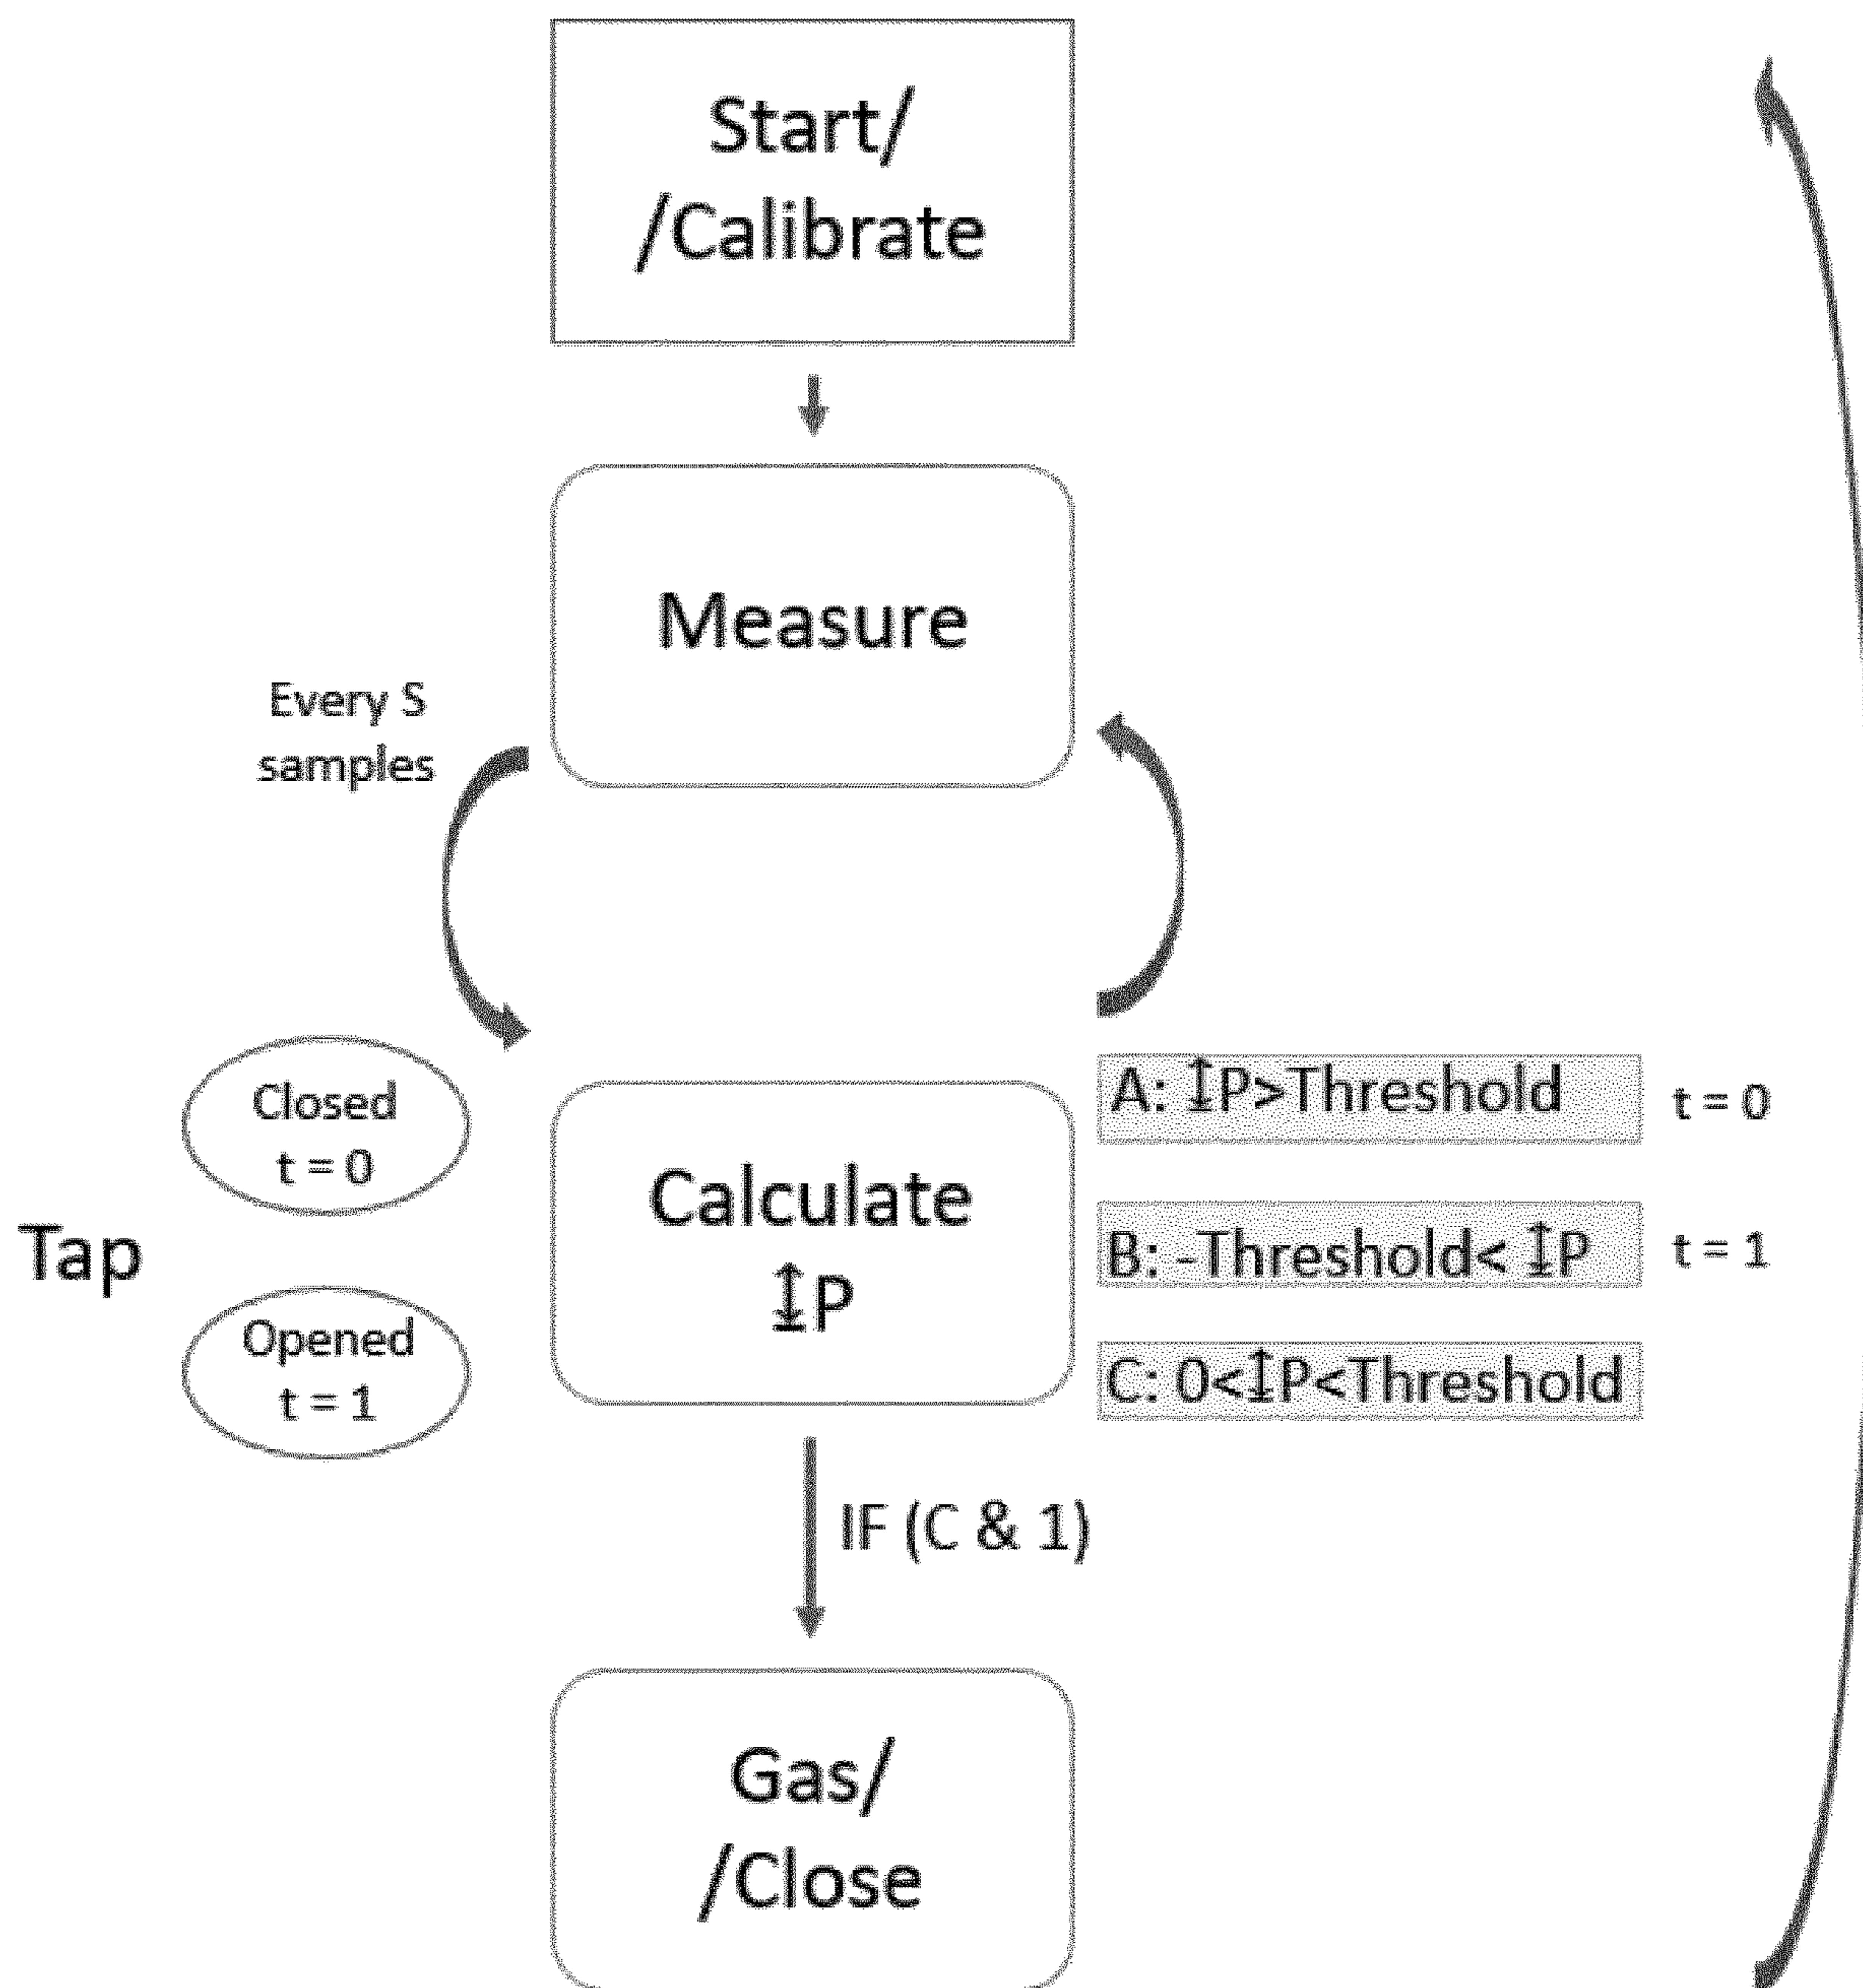 Start/
/Calibrate
Measure
Every S
samples
Closed
t = 0
Tap
Opened
t = 1
Calculate
↨P
A: ↨P>Threshold
t = 0
B: -Threshold< ↨P
t = 1
C: 0<↨P<Threshold
IF (C & 1)
Gas/
/Close